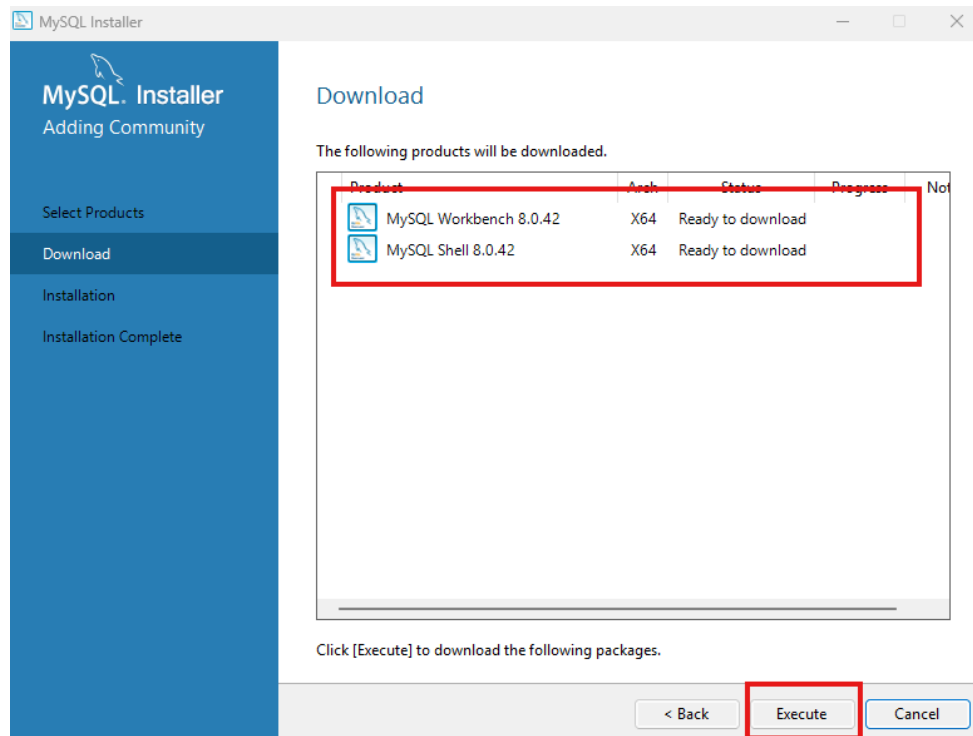 MySQL Installer
MySQL. Installer
Adding Community
Select Products
Download
Installation
Installation Complete
Download
The following products will be downloaded.
Product Arch Status Progress Not
MySQL Workbench 8.0.42 X64 Ready to download
MySQL Shell 8.0.42 X64 Ready to download
Click [Execute] to download the following packages.
< Back Execute Cancel